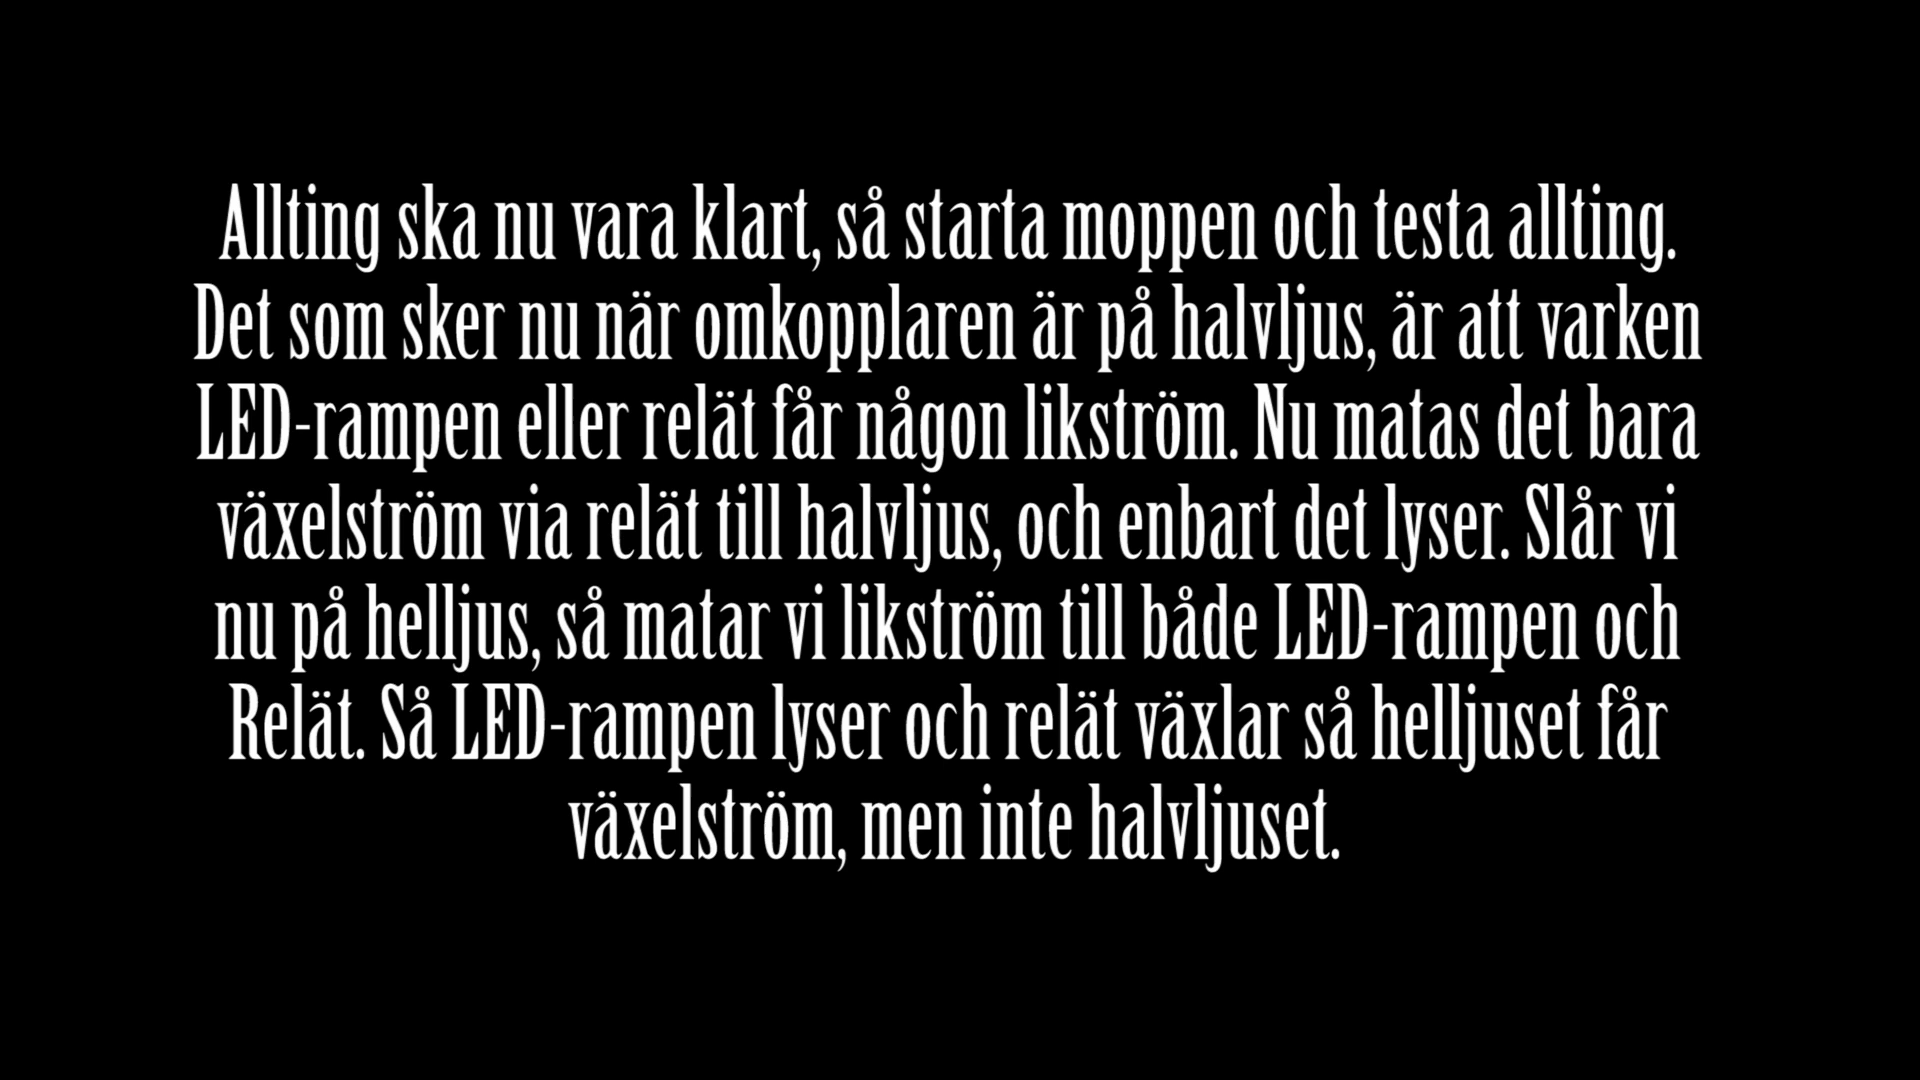 Allting ska nu vara klart, så starta moppen och testa allting.
Det som sker nu när omkopplaren är på halvljus, är att varken
LED-rampen eller relät får någon likström. Nu matas det bara
växelström via relät till halvljus, och enbart det lyser. Slår vi
nu på helljus, så matar vi likström till både LED-rampen och
Relät. Så LED-rampen lyser och relät växlar så helljuset får
växelström, men inte halvljuset.